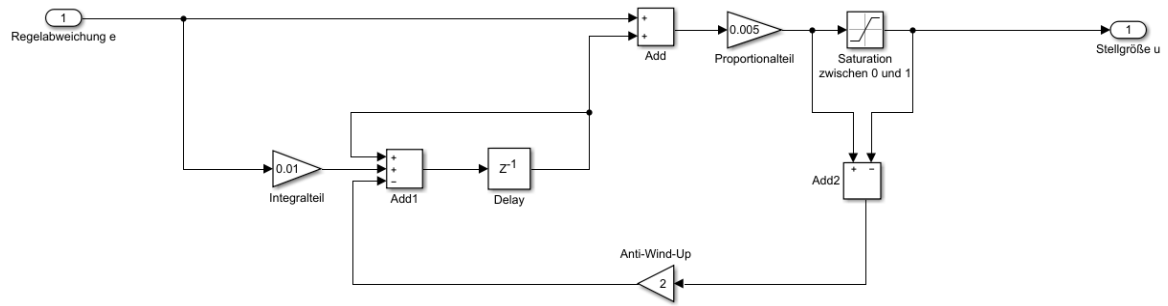 1
Regelabweichung e
+
+
Add
0.005
Proportionalteil
Saturation
zwischen 0 und 1
1
Stellgröße u
0.01
Integralteil
+
+
−
Add1
Z-1
Delay
+ −
Add2
Anti-Wind-Up
2